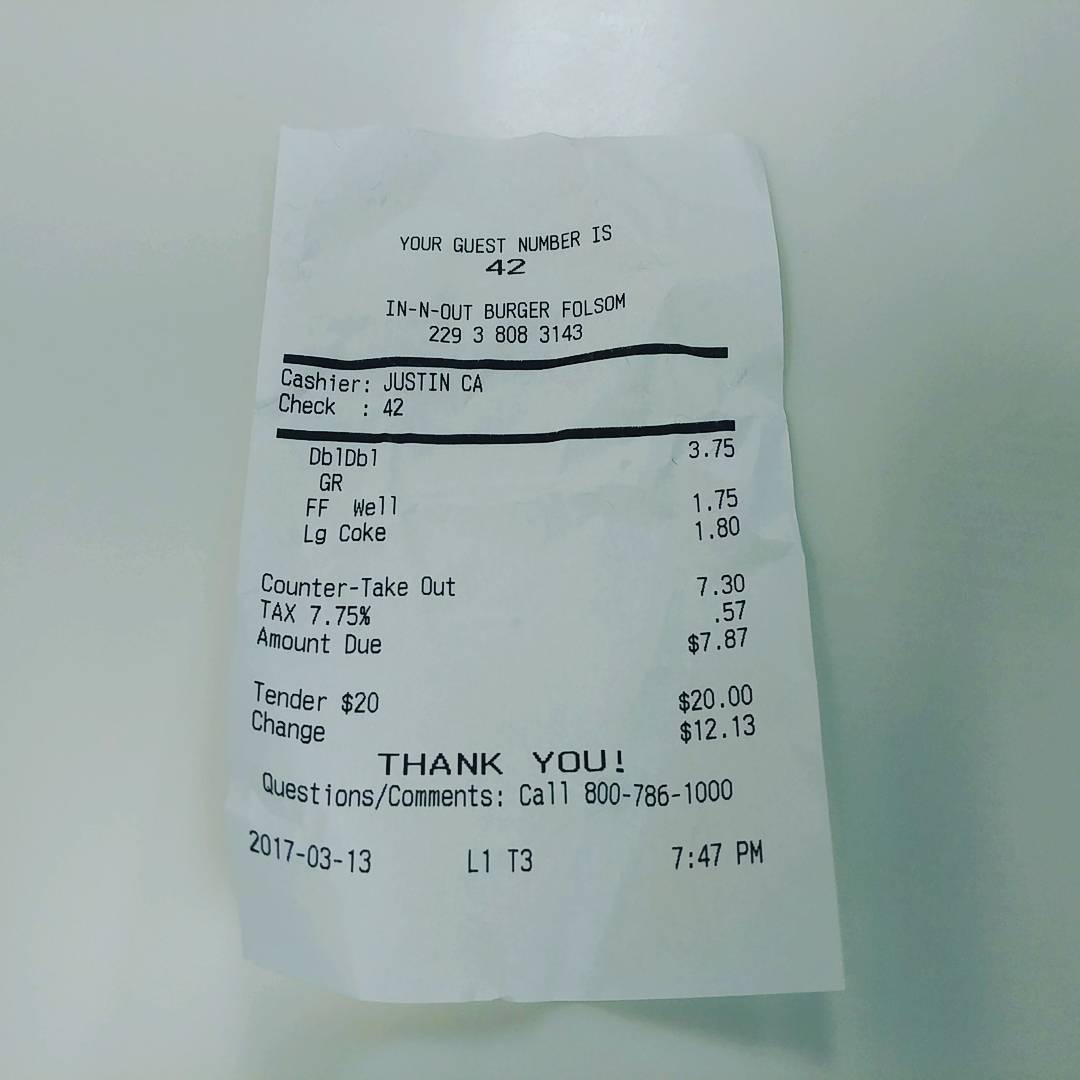 YOUR GUEST NUMBER IS
42
IN-N-OUT BURGER FOLSOM
229 3 808 3143
Cashier: JUSTIN CA
Check : 42
DblDbl 3.75
GR
FF Well 1.75
Lg Coke 1.80
Counter-Take Out 7.30
TAX 7.75% .57
Amount Due $7.87
Tender $20 $20.00
Change $12.13
THANK YOU!
Questions/Comments: Call 800-786-1000
2017-03-13 L1 T3 7:47 PM